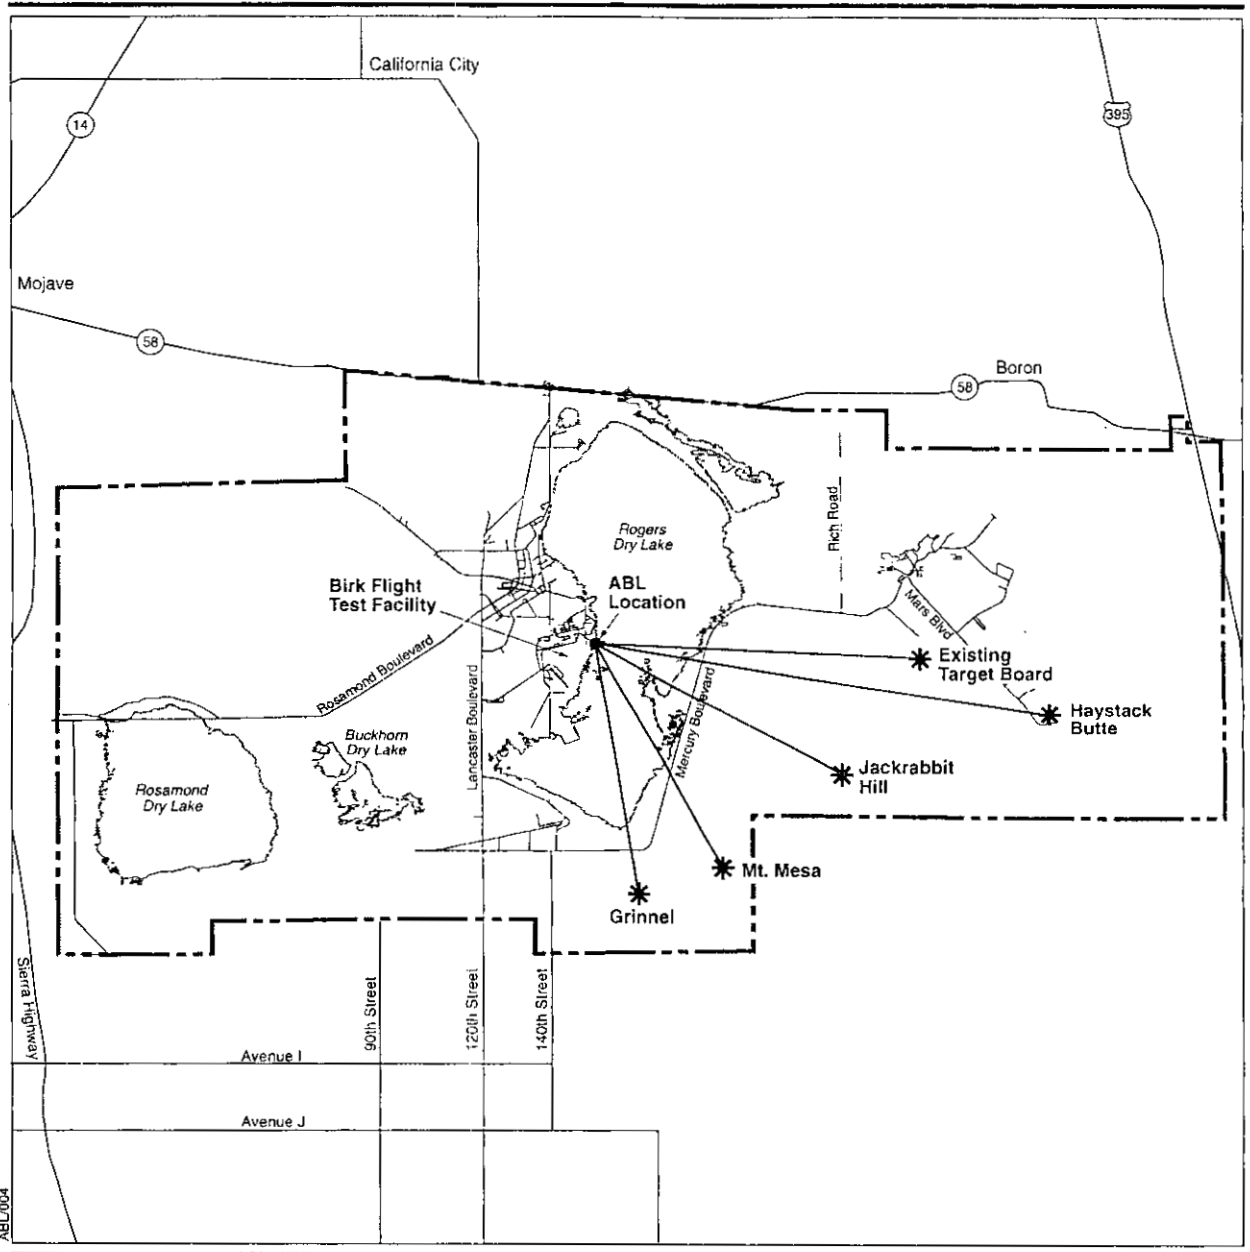 California City
14
395
Mojave
58
Boron
58
Rich Road
Rogers
Dry Lake
Birk Flight
Test Facility
ABL
Location
Mars Blvd
Existing
Target Board
Rosamond Boulevard
Lancaster Boulevard
Mercury Boulevard
Haystack
Butte
Buckhorn
Dry Lake
Jackrabbit
Hill
Rosamond
Dry Lake
Mt. Mesa
Grinnel
Sierra Highway
90th Street
120th Street
140th Street
Avenue I
Avenue J
ABL/004